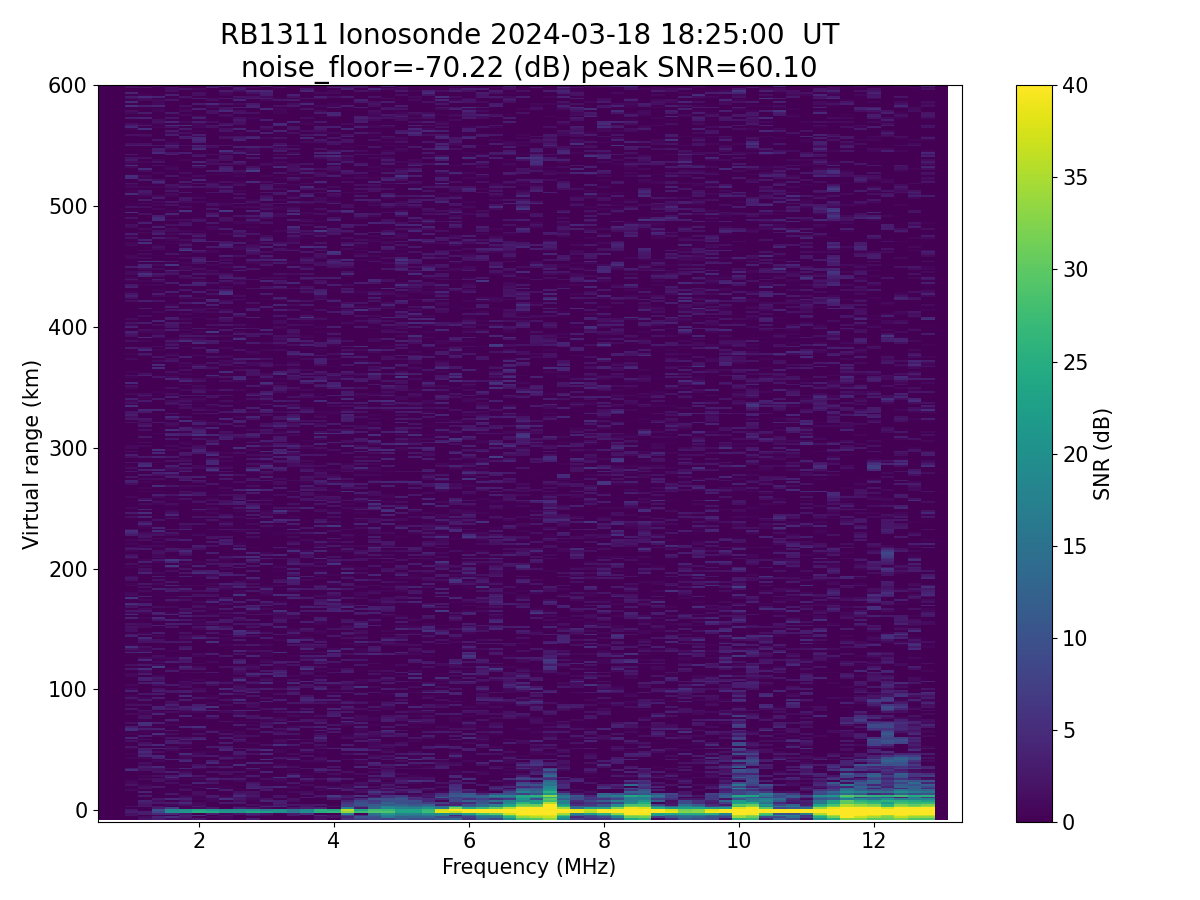 RB1311 Ionosonde 2024-03-18 18:25:00  UT
noise_floor=-70.22 (dB) peak SNR=60.10
600
500
400
300
200
100
0
Virtual range (km)
2 4 6 8 10 12
Frequency (MHz)
40
35
30
25
20
15
10
5
0
SNR (dB)